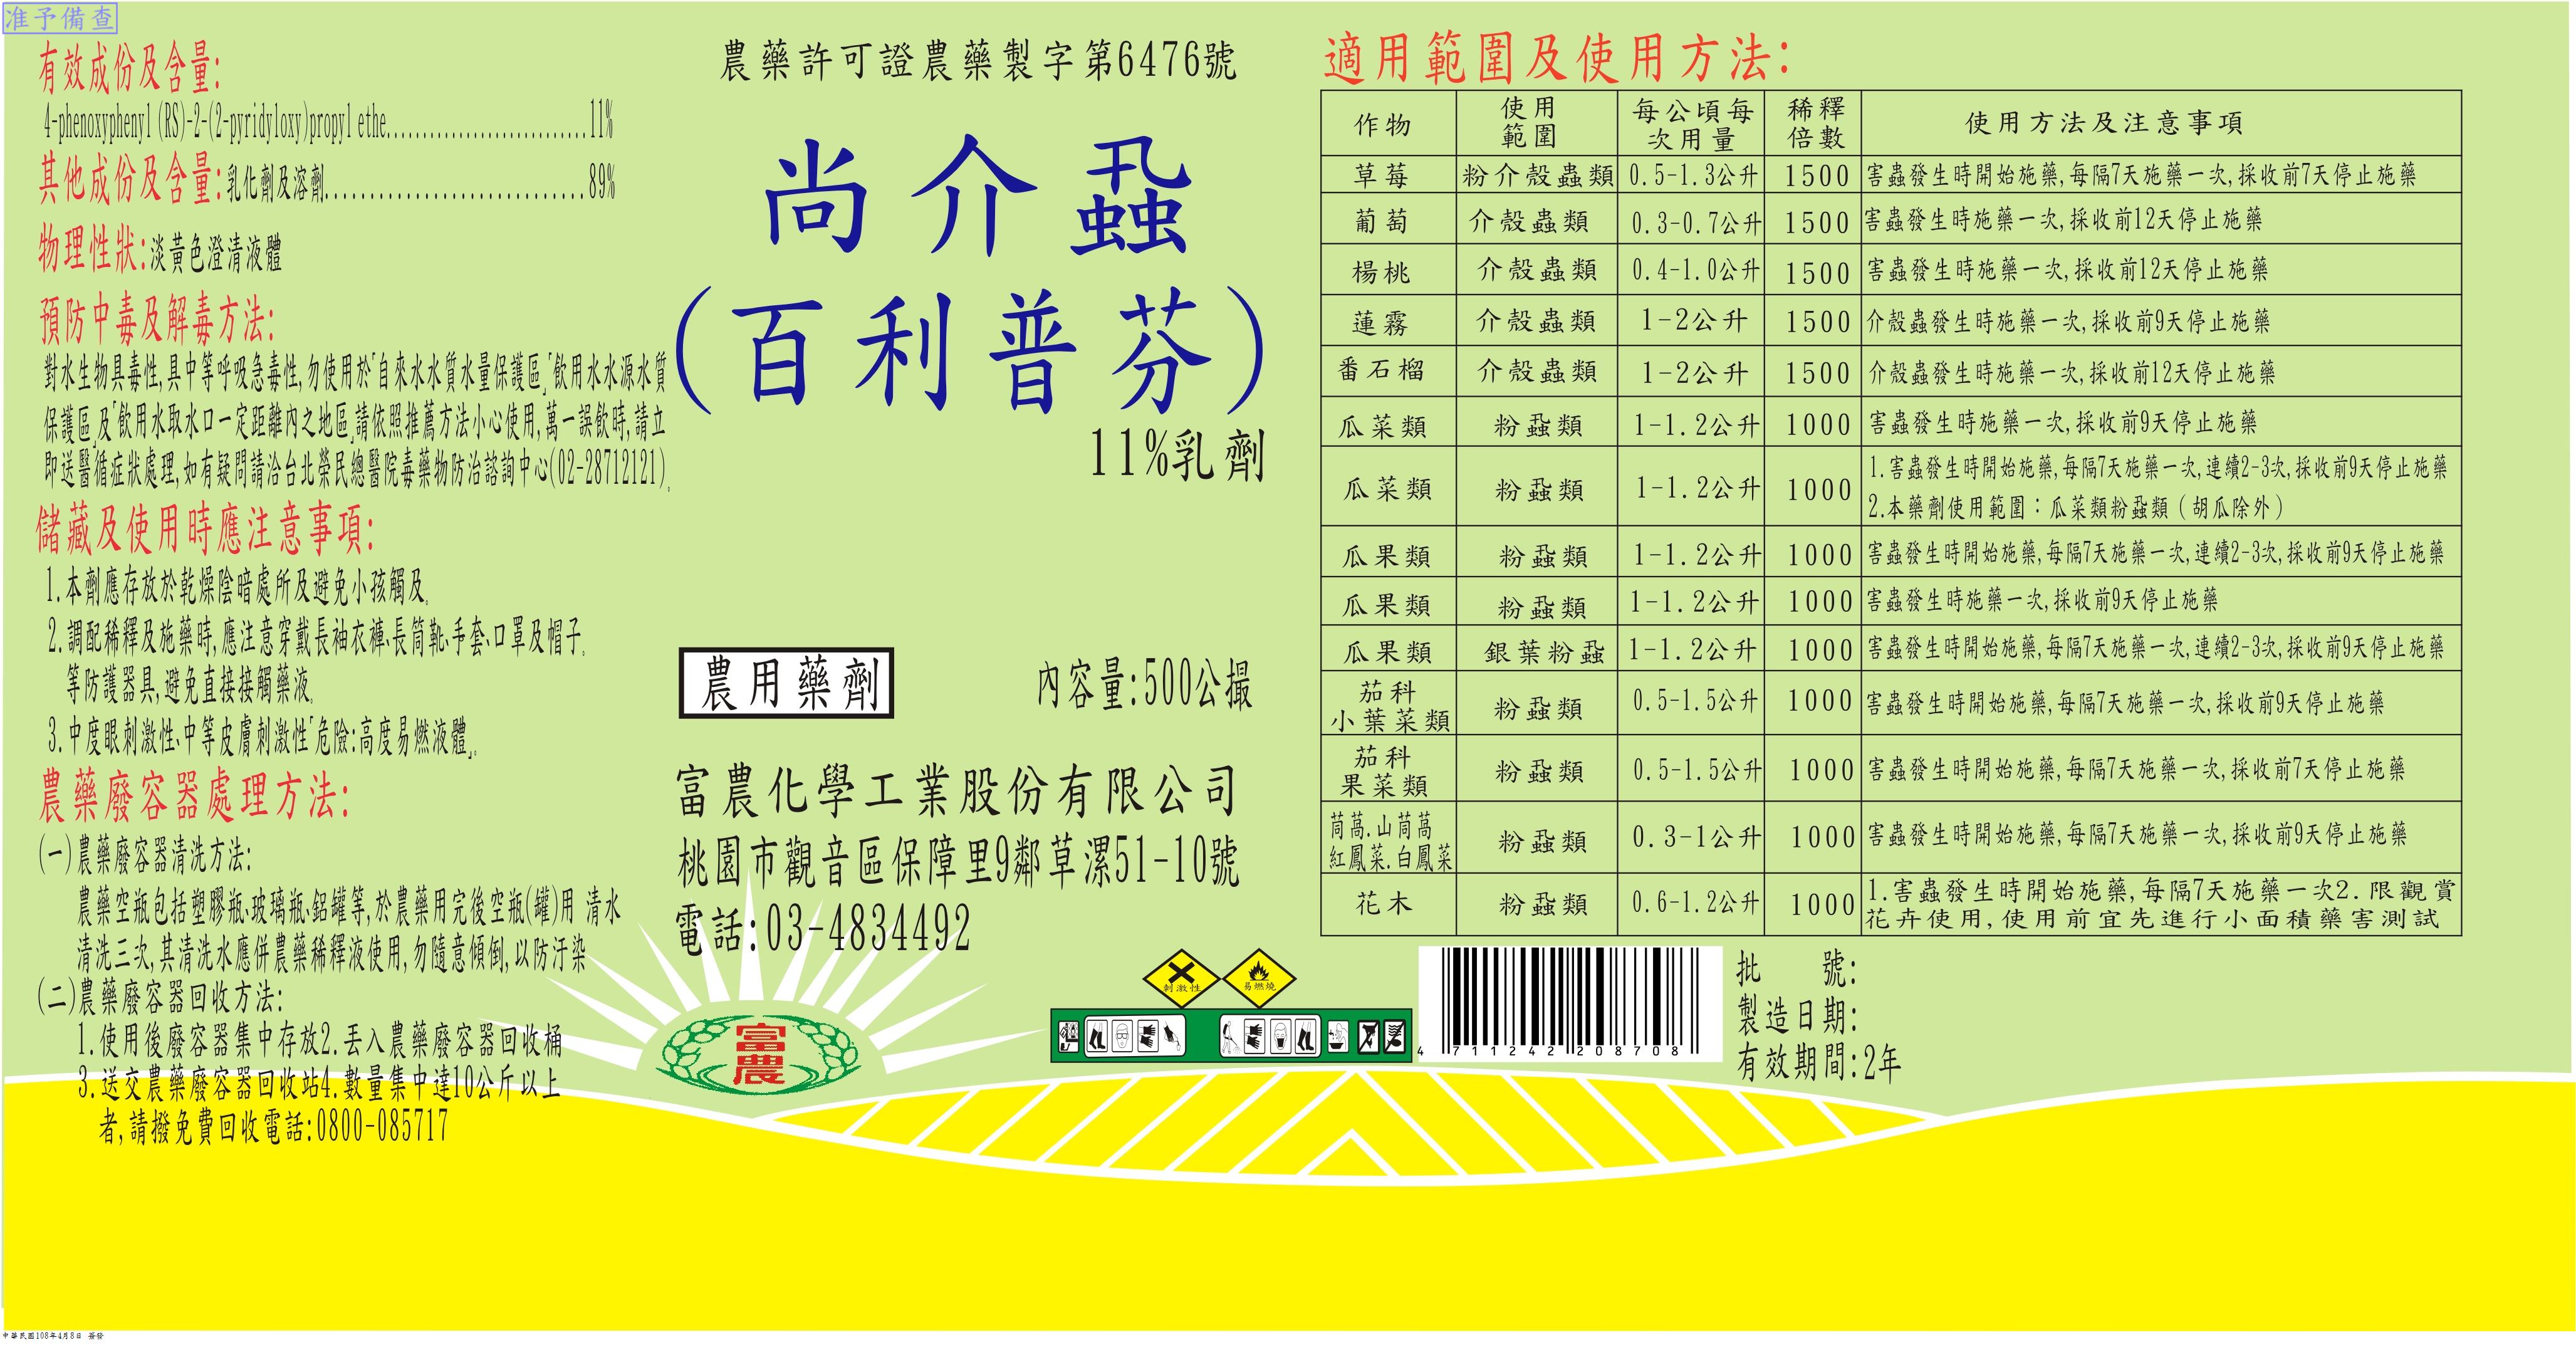 准予備查
有效成份及含量:
4-phenoxyphenyl (RS)-2-(2-pyridyloxy)propyl ethe............................11%
其他成份及含量:乳化劑及溶劑.............................89%
物理性狀:淡黃色澄清液體
預防中毒及解毒方法:
對水生物具毒性,具中等呼吸急毒性,勿使用於「自來水水質水量保護區」「飲用水水源水質
保護區」及「飲用水取水口一定距離內之地區」請依照推薦方法小心使用,萬一誤飲時,請立
即送醫循症狀處理,如有疑問請洽台北榮民總醫院毒藥物防治諮詢中心(02-28712121)。
儲藏及使用時應注意事項:
1.本劑應存放於乾燥陰暗處所及避免小孩觸及。
2.調配稀釋及施藥時,應注意穿戴長袖衣褲、長筒靴、手套、口罩及帽子。
等防護器具,避免直接接觸藥液。
3.中度眼刺激性、中等皮膚刺激性「危險:高度易燃液體」。
農藥廢容器處理方法:
(一)農藥廢容器清洗方法:
農藥空瓶包括塑膠瓶、玻璃瓶、鋁罐等,於農藥用完後空瓶(罐)用 清水
清洗三次,其清洗水應併農藥稀釋液使用,勿隨意傾倒,以防汙染
(二)農藥廢容器回收方法:
1.使用後廢容器集中存放2.丟入農藥廢容器回收桶
3.送交農藥廢容器回收站4.數量集中達10公斤以上
者,請撥免費回收電話:0800-085717
農藥許可證農藥製字第6476號
尚介蝨
(百利普芬)
11%乳劑
農用藥劑
內容量:500公撮
富農化學工業股份有限公司
桃園市觀音區保障里9鄰草漯51-10號
電話:03-4834492
富農
刺激性
易燃燒
適用範圍及使用方法:
作物 使用範圍 每公頃每次用量 稀釋倍數 使用方法及注意事項
草莓 粉介殼蟲類 0.5-1.3公升 1500 害蟲發生時開始施藥,每隔7天施藥一次,採收前7天停止施藥
葡萄 介殼蟲類 0.3-0.7公升 1500 害蟲發生時施藥一次,採收前12天停止施藥
楊桃 介殼蟲類 0.4-1.0公升 1500 害蟲發生時施藥一次,採收前12天停止施藥
蓮霧 介殼蟲類 1-2公升 1500 介殼蟲發生時施藥一次,採收前9天停止施藥
番石榴 介殼蟲類 1-2公升 1500 介殼蟲發生時施藥一次,採收前12天停止施藥
瓜菜類 粉蝨類 1-1.2公升 1000 害蟲發生時施藥一次,採收前9天停止施藥
瓜菜類 粉蝨類 1-1.2公升 1000 1.害蟲發生時開始施藥,每隔7天施藥一次,連續2-3次,採收前9天停止施藥
2.本藥劑使用範圍：瓜菜類粉蝨類（胡瓜除外）
瓜果類 粉蝨類 1-1.2公升 1000 害蟲發生時開始施藥,每隔7天施藥一次,連續2-3次,採收前9天停止施藥
瓜果類 粉蝨類 1-1.2公升 1000 害蟲發生時施藥一次,採收前9天停止施藥
瓜果類 銀葉粉蝨 1-1.2公升 1000 害蟲發生時開始施藥,每隔7天施藥一次,連續2-3次,採收前9天停止施藥
茄科小葉菜類 粉蝨類 0.5-1.5公升 1000 害蟲發生時開始施藥,每隔7天施藥一次,採收前9天停止施藥
茄科果菜類 粉蝨類 0.5-1.5公升 1000 害蟲發生時開始施藥,每隔7天施藥一次,採收前7天停止施藥
茼萵.山茼萵 紅鳳菜.白鳳菜 粉蝨類 0.3-1公升 1000 害蟲發生時開始施藥,每隔7天施藥一次,採收前9天停止施藥
花木 粉蝨類 0.6-1.2公升 1000 1.害蟲發生時開始施藥,每隔7天施藥一次2.限觀賞
花卉使用,使用前宜先進行小面積藥害測試
4 711242 208708
批 號:
製造日期:
有效期間:2年
中華民國108年4月8日 簽發